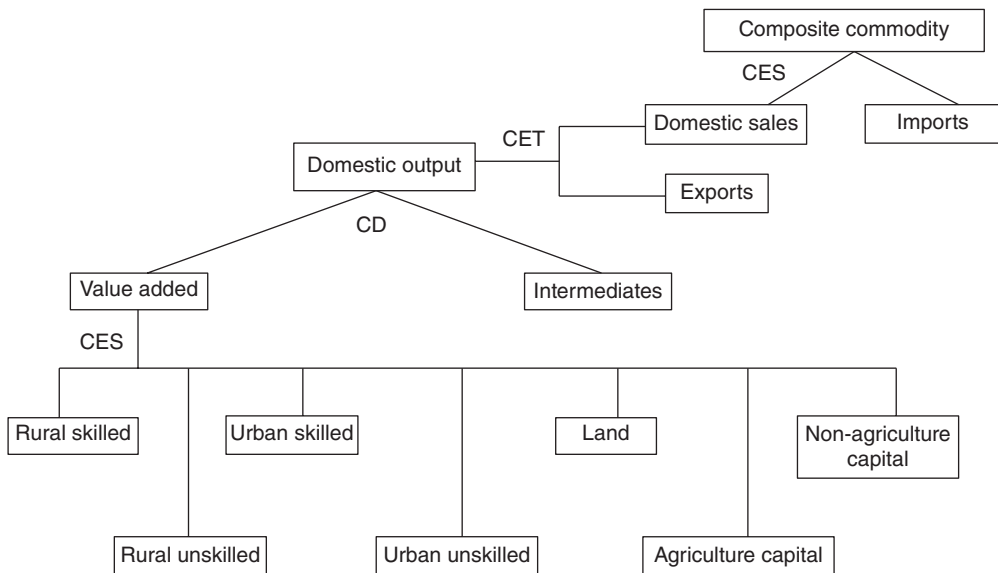 Composite commodity
CES
Domestic sales
Imports
CET
Domestic output
Exports
CD
Value added
Intermediates
CES
Rural skilled
Urban skilled
Land
Non-agriculture
capital
Rural unskilled
Urban unskilled
Agriculture capital